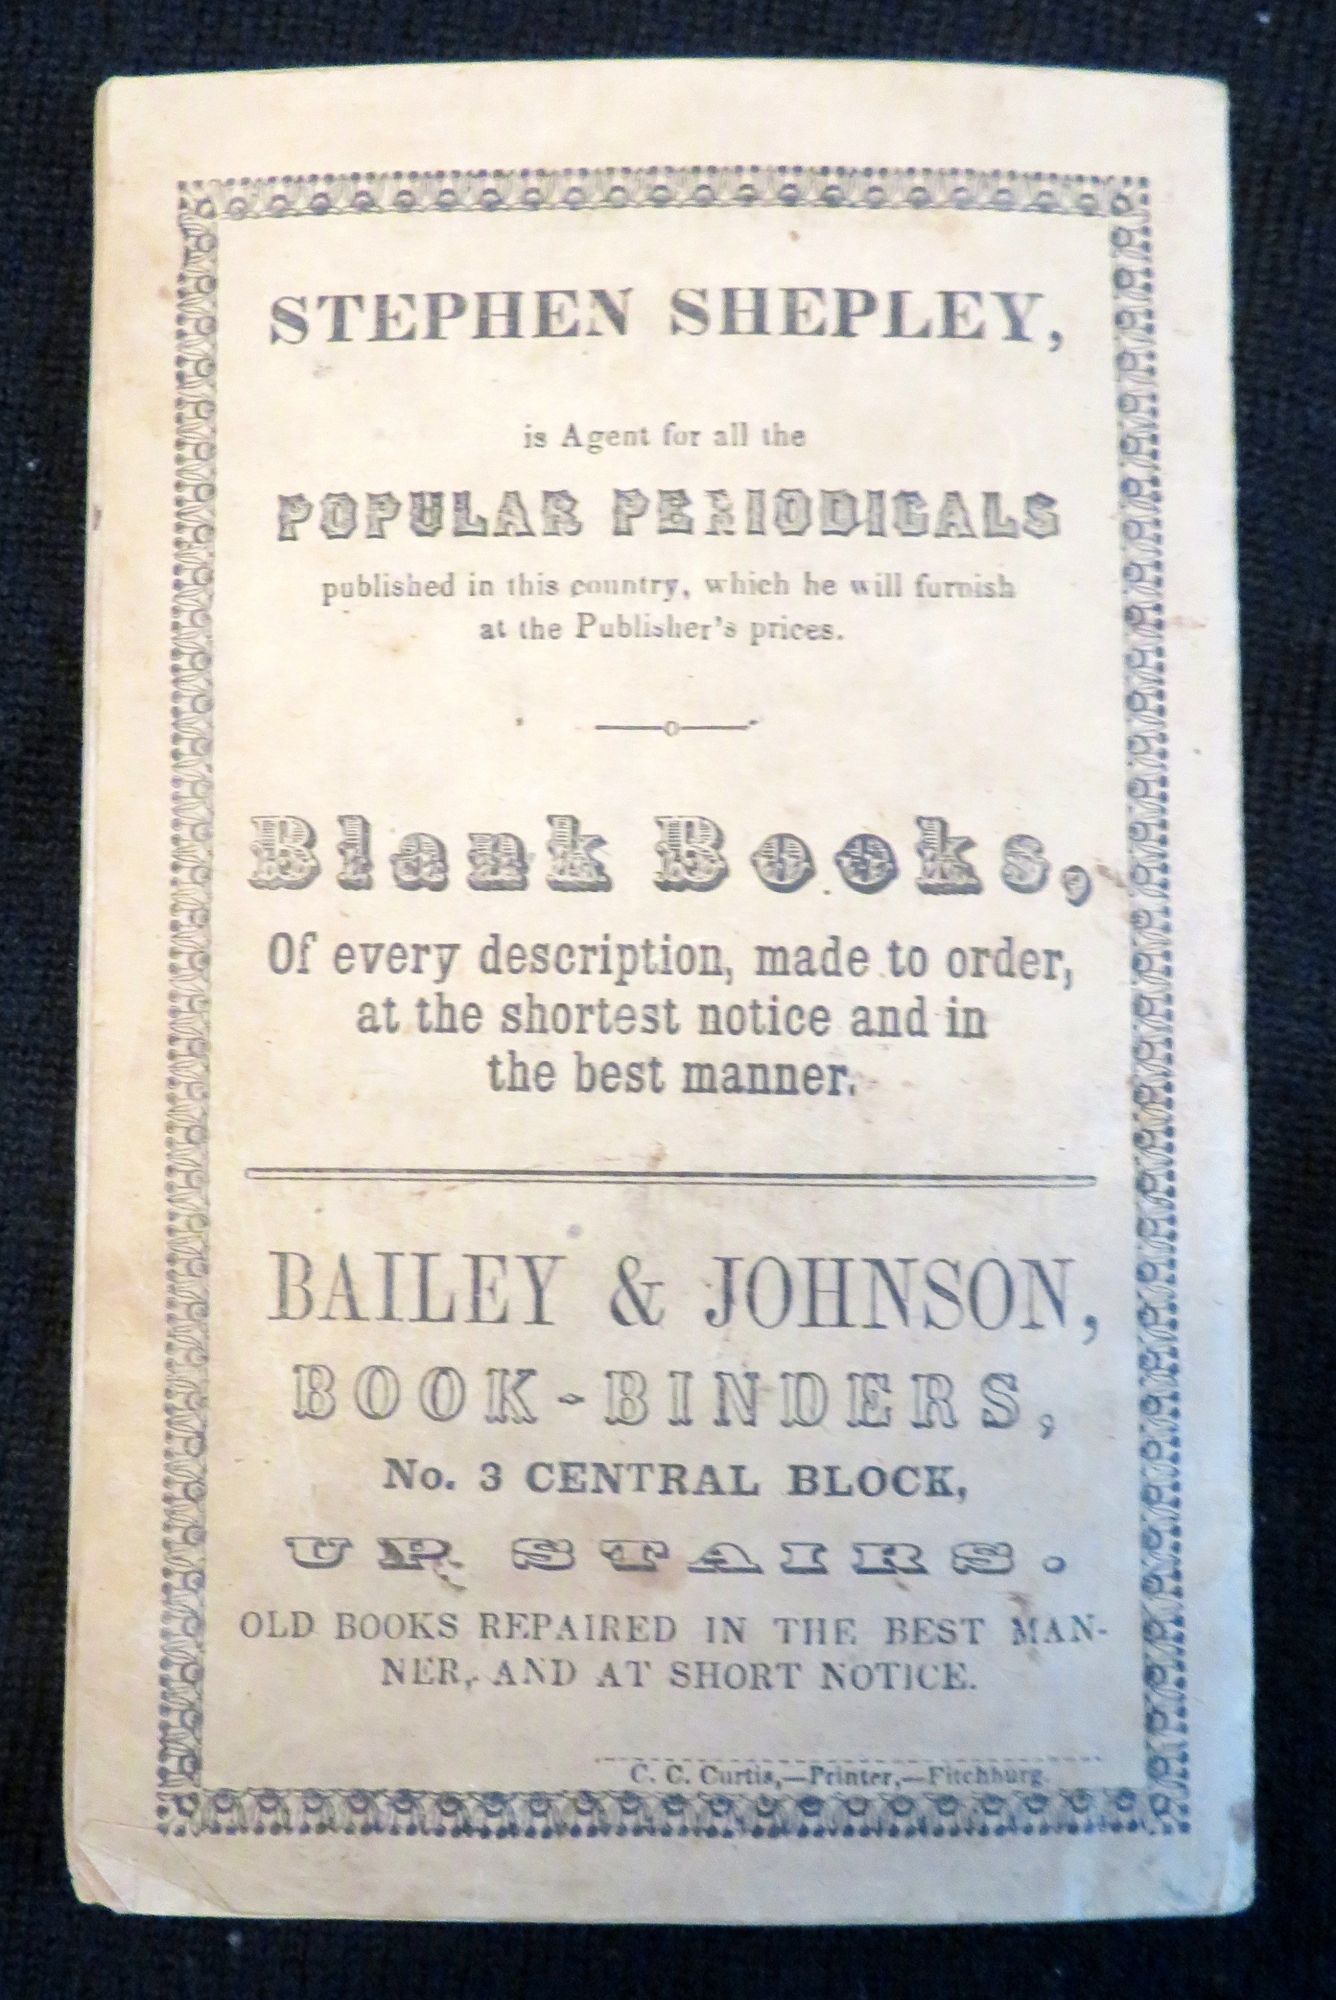 STEPHEN SHEPLEY,
is Agent for all the
POPULAR PERIODICALS
published in this country, which he will furnish
at the Publisher's prices.
Blank Books,
Of every description, made to order,
at the shortest notice and in
the best manner.
BAILEY & JOHNSON,
BOOK-BINDERS,
No. 3 CENTRAL BLOCK,
UP STAIRS.
OLD BOOKS REPAIRED IN THE BEST MAN-
NER, AND AT SHORT NOTICE.
C. C. Curtis,—Printer,—Fitchburg.